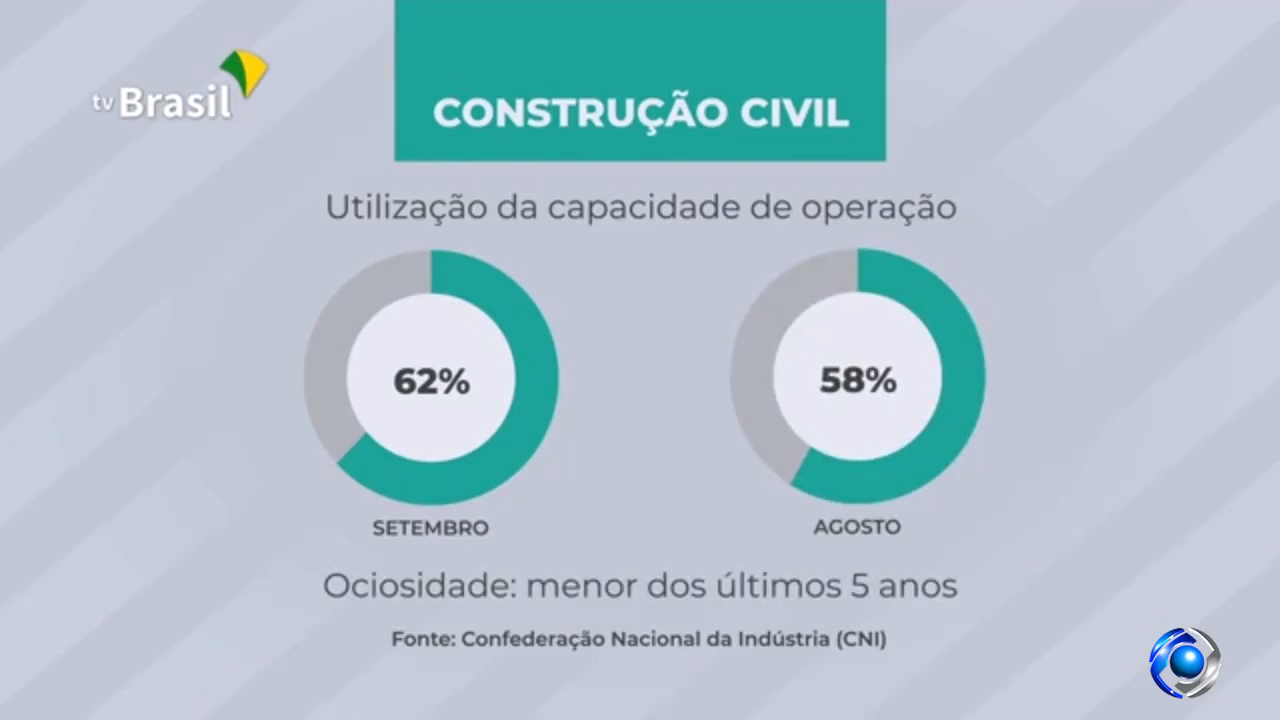 tv Brasil
CONSTRUÇÃO CIVIL
Utilização da capacidade de operação
62%
58%
SETEMBRO
AGOSTO
Ociosidade: menor dos últimos 5 anos
Fonte: Confederação Nacional da Indústria (CNI)